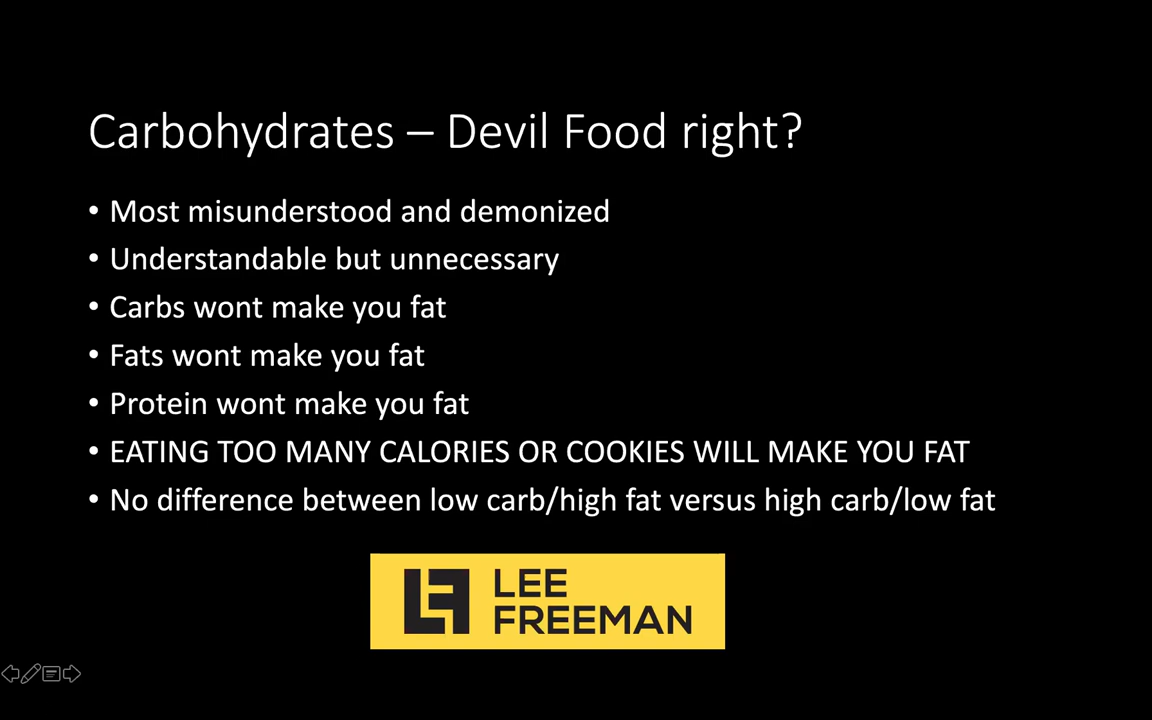 Carbohydrates – Devil Food right?
• Most misunderstood and demonized
• Understandable but unnecessary
• Carbs wont make you fat
• Fats wont make you fat
• Protein wont make you fat
• EATING TOO MANY CALORIES OR COOKIES WILL MAKE YOU FAT
• No difference between low carb/high fat versus high carb/low fat
LF LEE
FREEMAN